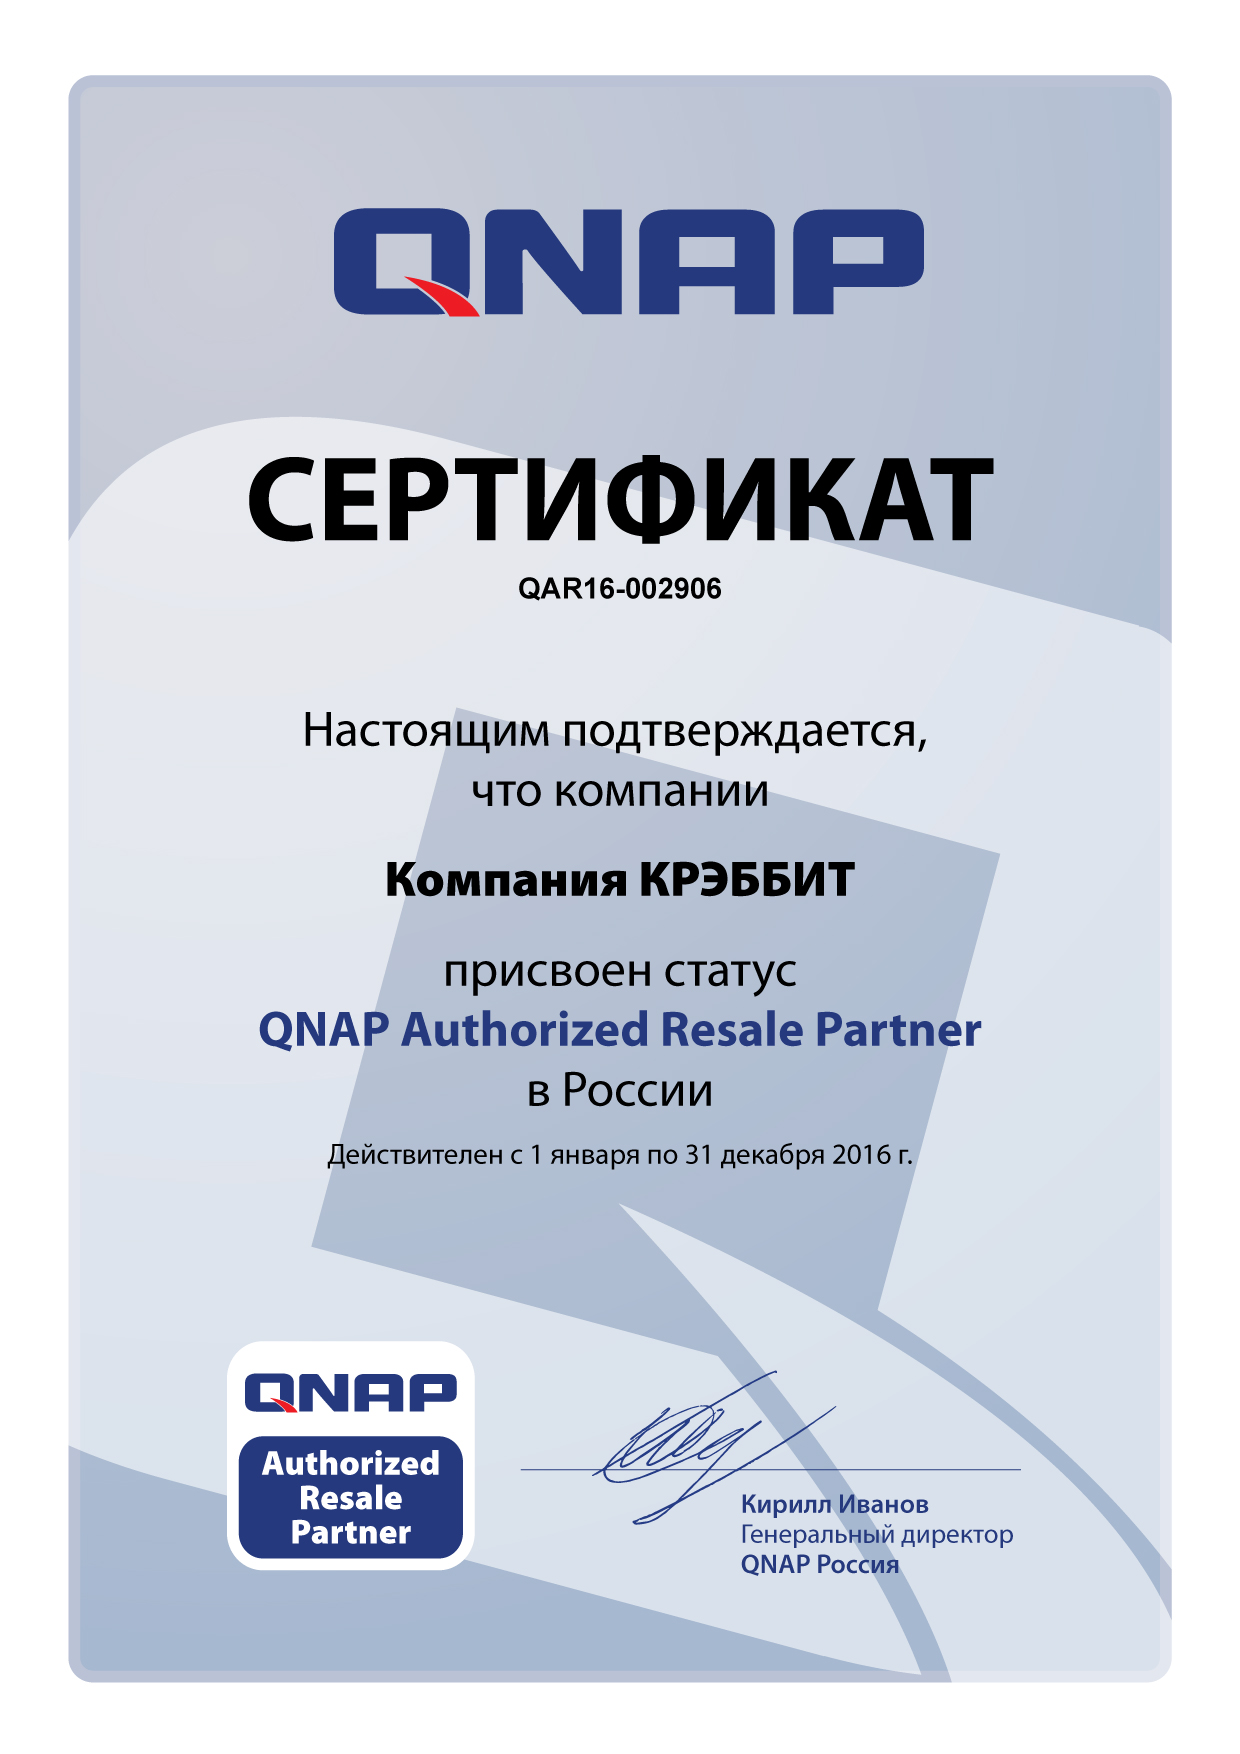 QNAP
СЕРТИФИКАТ
QAR16-002906
Настоящим подтверждается,
что компании
Компания КРЭББИТ
присвоен статус
QNAP Authorized Resale Partner
в России
Действителен с 1 января по 31 декабря 2016 г.
QNAP
Authorized
Resale
Partner
Кирилл Иванов
Генеральный директор
QNAP Россия